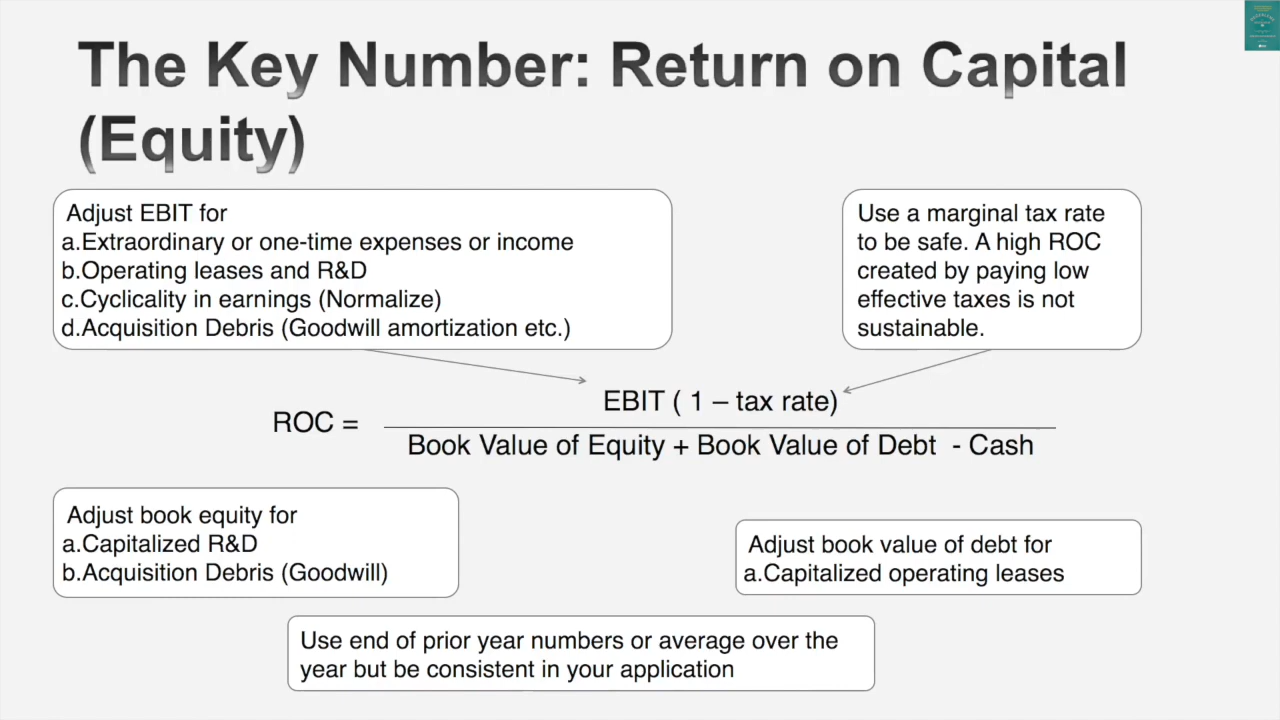 The Key Number: Return on Capital
(Equity)
Adjust EBIT for
a.Extraordinary or one-time expenses or income
b.Operating leases and R&D
c.Cyclicality in earnings (Normalize)
d.Acquisition Debris (Goodwill amortization etc.)
Use a marginal tax rate
to be safe. A high ROC
created by paying low
effective taxes is not
sustainable.
EBIT ( 1 – tax rate)
ROC =
Book Value of Equity + Book Value of Debt - Cash
Adjust book equity for
a.Capitalized R&D
b.Acquisition Debris (Goodwill)
Adjust book value of debt for
a.Capitalized operating leases
Use end of prior year numbers or average over the
year but be consistent in your application